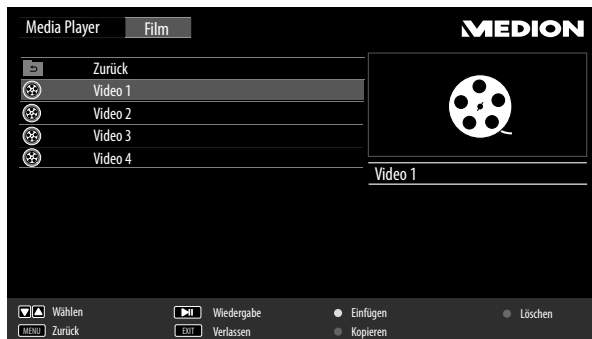 Media Player Film MEDION
Zurück
Video 1
Video 2
Video 3
Video 4
Video 1
Wählen Wiedergabe Einfügen Löschen
MENU Zurück EXIT Verlassen Kopieren